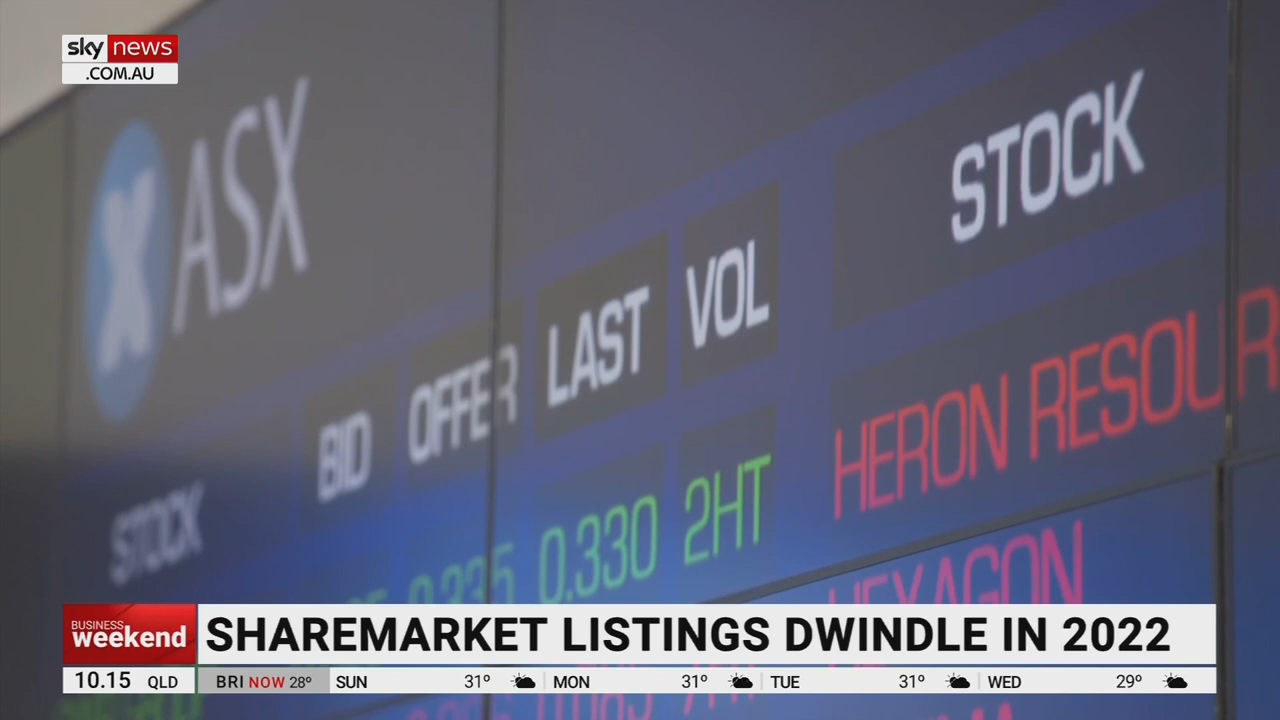 sky news
.COM.AU
X ASX
STOCK
BID OFFER LAST VOL
STOCK
0.335 0.330 2HT
HERON RESOUR
HEXAGON
BUSINESS
weekend
SHAREMARKET LISTINGS DWINDLE IN 2022
10.15 QLD BRI NOW 28° SUN 31° MON 31° TUE 31° WED 29°